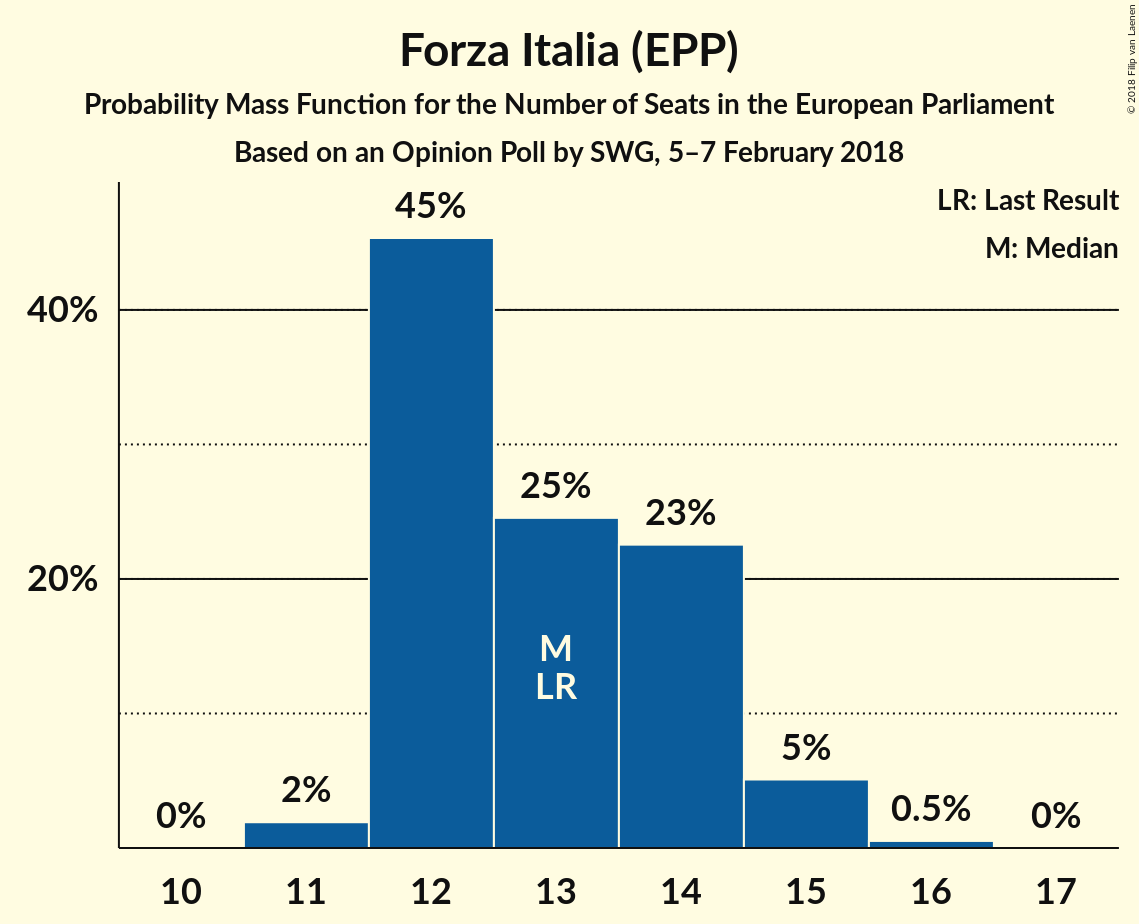 Forza Italia (EPP)
Probability Mass Function for the Number of Seats in the European Parliament
Based on an Opinion Poll by SWG, 5–7 February 2018
© 2018 Filip van Laenen
LR: Last Result
M: Median
40%
20%
0%
2%
45%
25%
23%
5%
0.5%
0%
M
LR
10
11
12
13
14
15
16
17